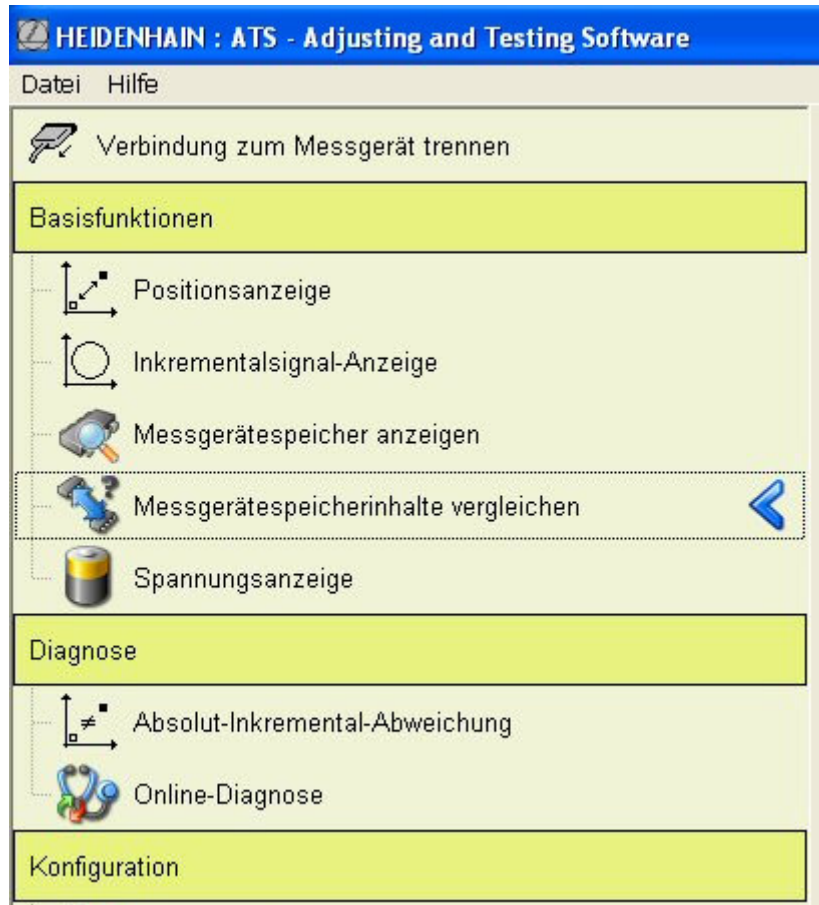 HEIDENHAIN : ATS - Adjusting and Testing Software
Datei Hilfe
Verbindung zum Messgerät trennen
Basisfunktionen
Positionsanzeige
Inkrementalsignal-Anzeige
Messgerätespeicher anzeigen
Messgerätespeicherinhalte vergleichen
Spannungsanzeige
Diagnose
Absolut-Inkremental-Abweichung
Online-Diagnose
Konfiguration